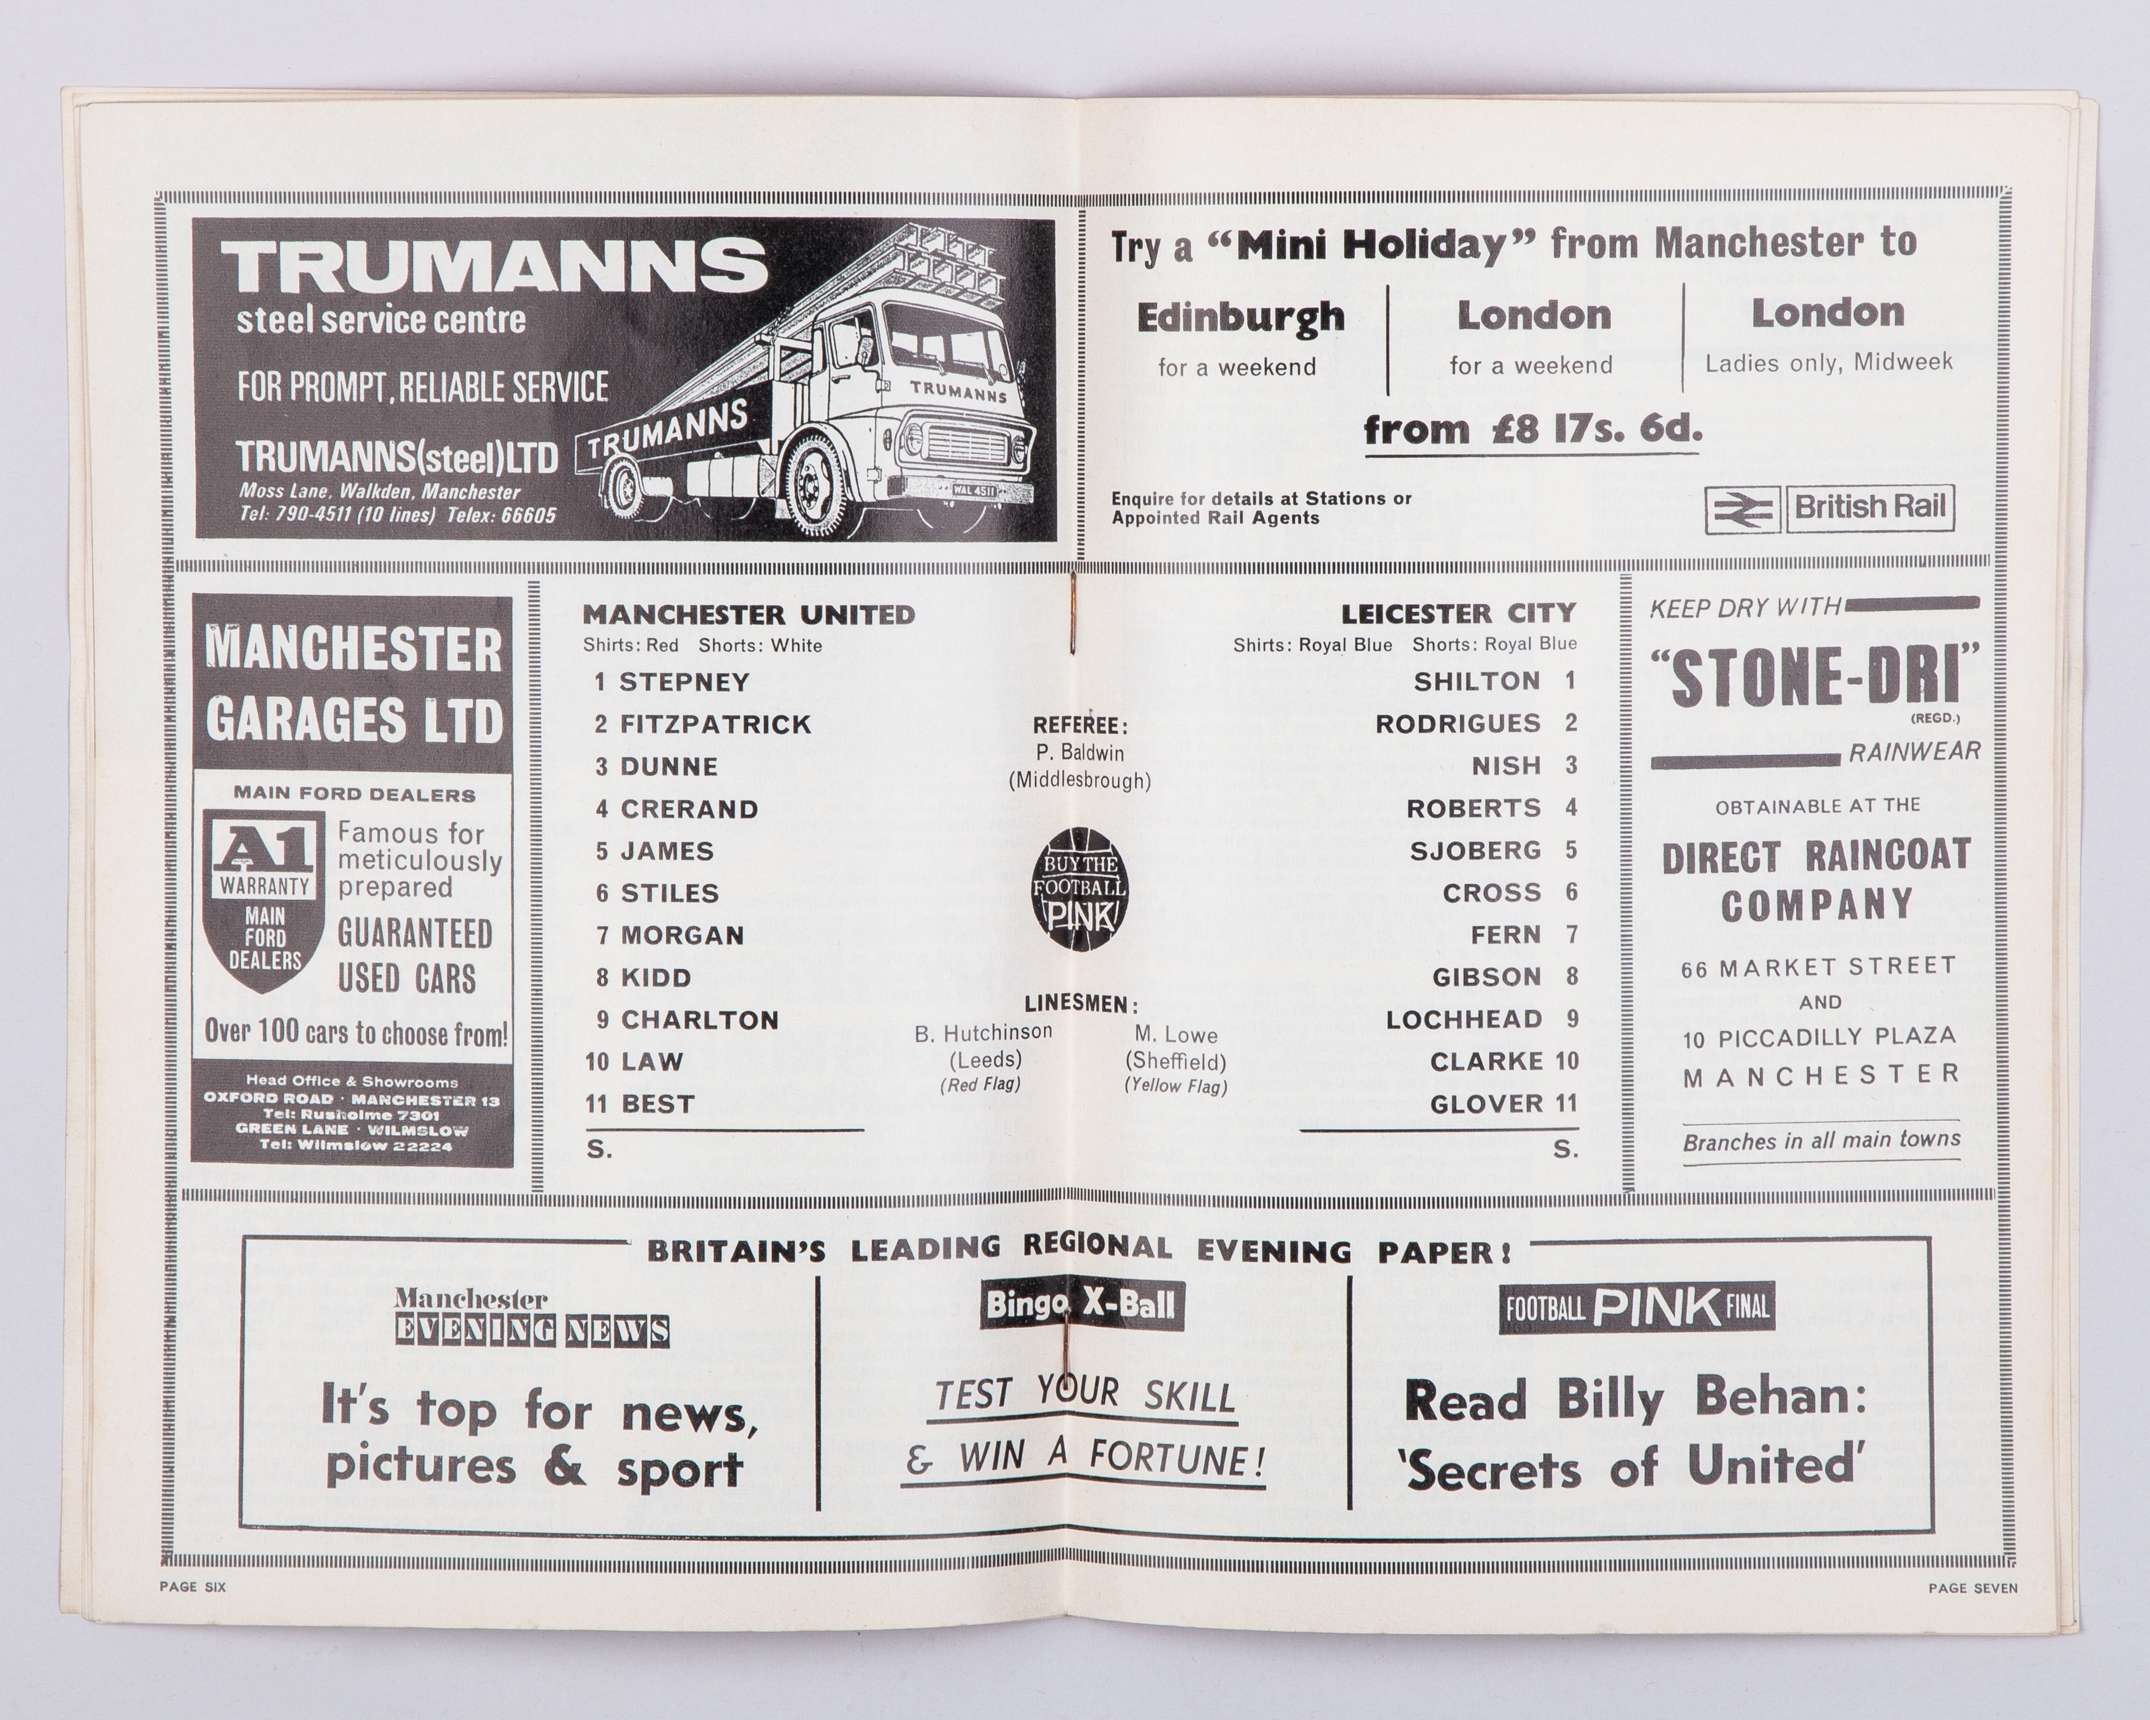 TRUMANNS
steel service centre
FOR PROMPT, RELIABLE SERVICE
TRUMANNS(steel)LTD
Moss Lane, Walkden, Manchester
Tel: 790-4511 (10 lines) Telex: 66605
TRUMANNS
TRUMANNS
WAL 4511
Try a “Mini Holiday” from Manchester to
Edinburgh
for a weekend
London
for a weekend
London
Ladies only, Midweek
from £8 17s. 6d.
Enquire for details at Stations or
Appointed Rail Agents
British Rail
MANCHESTER
GARAGES LTD
MAIN FORD DEALERS
A1
WARRANTY
MAIN
FORD
DEALERS
Famous for
meticulously
prepared
GUARANTEED
USED CARS
Over 100 cars to choose from!
Head Office & Showrooms
OXFORD ROAD · MANCHESTER 13
Tel: Rusholme 7301
GREEN LANE · WILMSLOW
Tel: Wilmslow 22224
MANCHESTER UNITED
Shirts: Red Shorts: White
1 STEPNEY
2 FITZPATRICK
3 DUNNE
4 CRERAND
5 JAMES
6 STILES
7 MORGAN
8 KIDD
9 CHARLTON
10 LAW
11 BEST
S.
REFEREE:
P. Baldwin
(Middlesbrough)
BUY THE
FOOTBALL
PINK!
LINESMEN:
B. Hutchinson
(Leeds)
(Red Flag)
M. Lowe
(Sheffield)
(Yellow Flag)
LEICESTER CITY
Shirts: Royal Blue Shorts: Royal Blue
SHILTON 1
RODRIGUES 2
NISH 3
ROBERTS 4
SJOBERG 5
CROSS 6
FERN 7
GIBSON 8
LOCHHEAD 9
CLARKE 10
GLOVER 11
S.
KEEP DRY WITH
“STONE-DRI”
(REGD.)
RAINWEAR
OBTAINABLE AT THE
DIRECT RAINCOAT
COMPANY
66 MARKET STREET
AND
10 PICCADILLY PLAZA
MANCHESTER
Branches in all main towns
BRITAIN'S LEADING REGIONAL EVENING PAPER!
Manchester
EVENING NEWS
It's top for news,
pictures & sport
Bingo X-Ball
TEST YOUR SKILL
& WIN A FORTUNE!
FOOTBALL PINK FINAL
Read Billy Behan:
'Secrets of United'
PAGE SIX
PAGE SEVEN